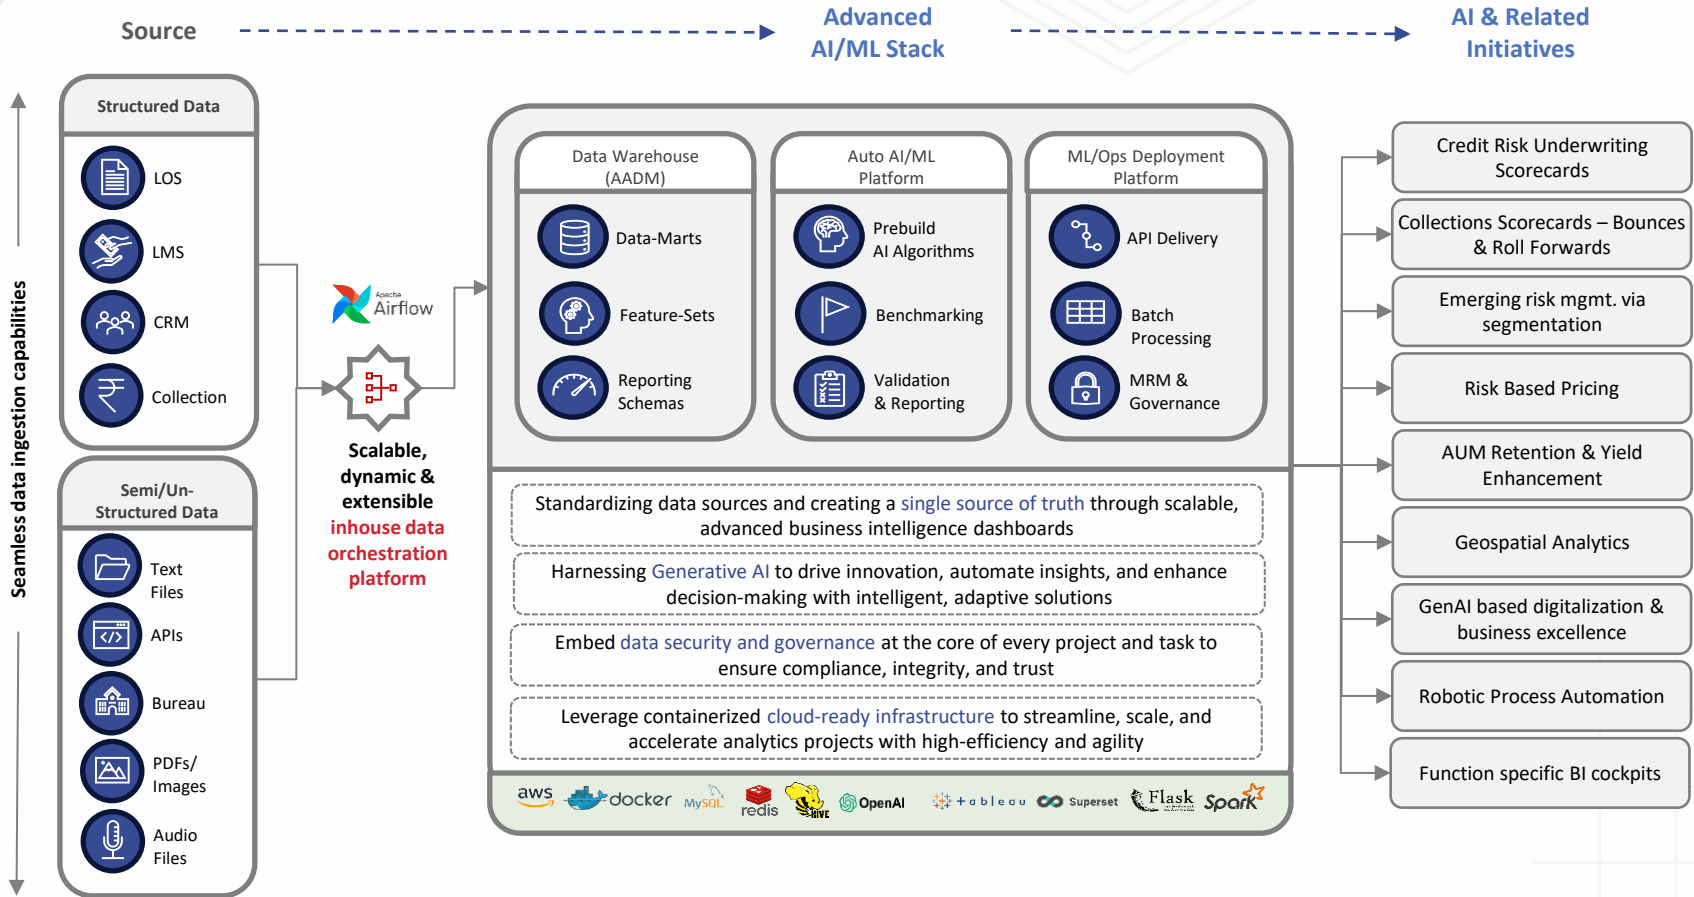 Source
Advanced
AI/ML Stack
AI & Related
Initiatives
Seamless data ingestion capabilities
Structured Data
LOS
LMS
CRM
Collection
Semi/Un-
Structured Data
Text
Files
APIs
Bureau
PDFs/
Images
Audio
Files
Apache
Airflow
Scalable,
dynamic &
extensible
inhouse data
orchestration
platform
Data Warehouse
(AADM)
Data-Marts
Feature-Sets
Reporting
Schemas
Auto AI/ML
Platform
Prebuild
AI Algorithms
Benchmarking
Validation
& Reporting
ML/Ops Deployment
Platform
API Delivery
Batch
Processing
MRM &
Governance
Standardizing data sources and creating a single source of truth through scalable,
advanced business intelligence dashboards
Harnessing Generative AI to drive innovation, automate insights, and enhance
decision-making with intelligent, adaptive solutions
Embed data security and governance at the core of every project and task to
ensure compliance, integrity, and trust
Leverage containerized cloud-ready infrastructure to streamline, scale, and
accelerate analytics projects with high-efficiency and agility
aws
docker
MySQL
redis
HIVE
OpenAI
+ableau
Superset
Flask
Spark
Credit Risk Underwriting
Scorecards
Collections Scorecards – Bounces
& Roll Forwards
Emerging risk mgmt. via
segmentation
Risk Based Pricing
AUM Retention & Yield
Enhancement
Geospatial Analytics
GenAI based digitalization &
business excellence
Robotic Process Automation
Function specific BI cockpits